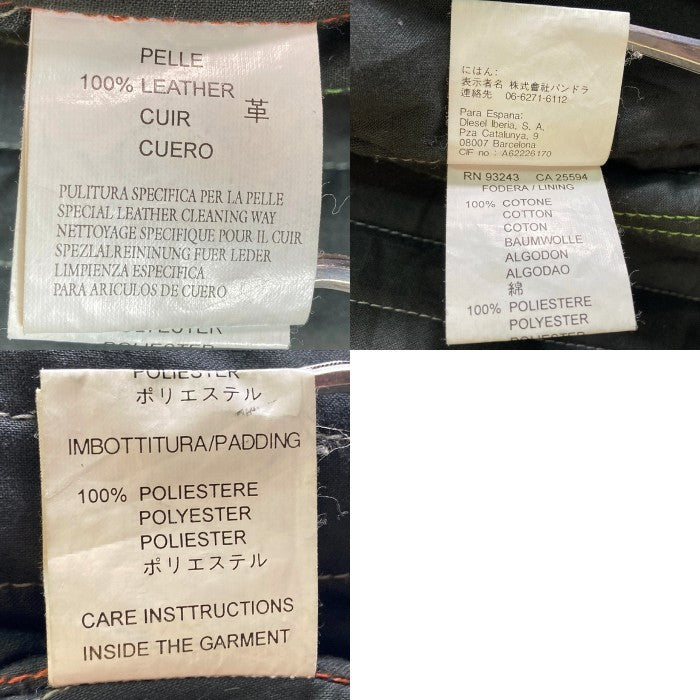 PELLE
100% LEATHER
CUIR 革
CUERO
PULITURA SPECIFICA PER LA PELLE
SPECIAL LEATHER CLEANING WAY
NETTOYAGE SPECIFIQUE POUR IL CUIR
SPEZIALREININUNG FUER LEDER
LIMPIENZA ESPECIFICA
PARA ARICULOS DE CUERO
にほん:
表示者名 株式會社パンドラ
連絡先 06-6271-6112
Para Espana:
Diesel Iberia, S. A.
Pza Catalunya, 9
08007 Barcelona
CIF no.: A62226170
RN 93243 CA 25594
FODERA / LINING
100% COTONE
COTTON
COTON
BAUMWOLLE
ALGODON
ALGODAO
綿
100% POLIESTERE
POLYESTER
POLIESTER
POLIESTER
ポリエステル
IMBOTTITURA/PADDING
100% POLIESTERE
POLYESTER
POLIESTER
ポリエステル
CARE INSTTRUCTIONS
INSIDE THE GARMENT